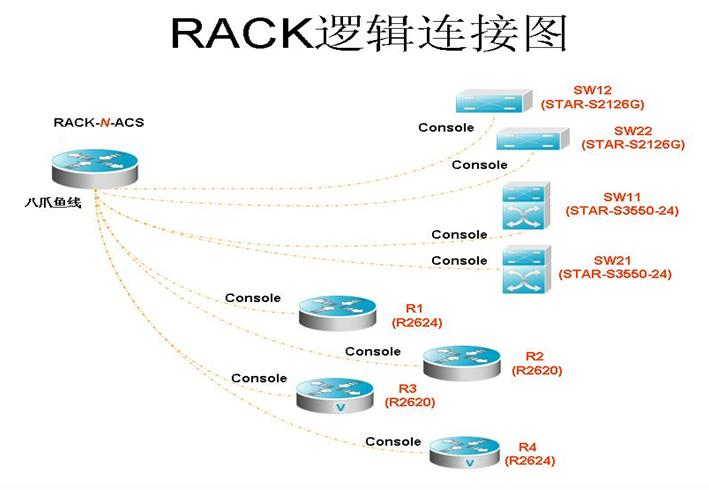 RACK逻辑连接图
RACK-N-ACS
八爪鱼线
Console
SW12
(STAR-S2126G)
Console
SW22
(STAR-S2126G)
Console
SW11
(STAR-S3550-24)
Console
SW21
(STAR-S3550-24)
Console
R1
(R2624)
Console
R2
(R2620)
Console
R3
(R2620)
V
Console
R4
(R2624)
V